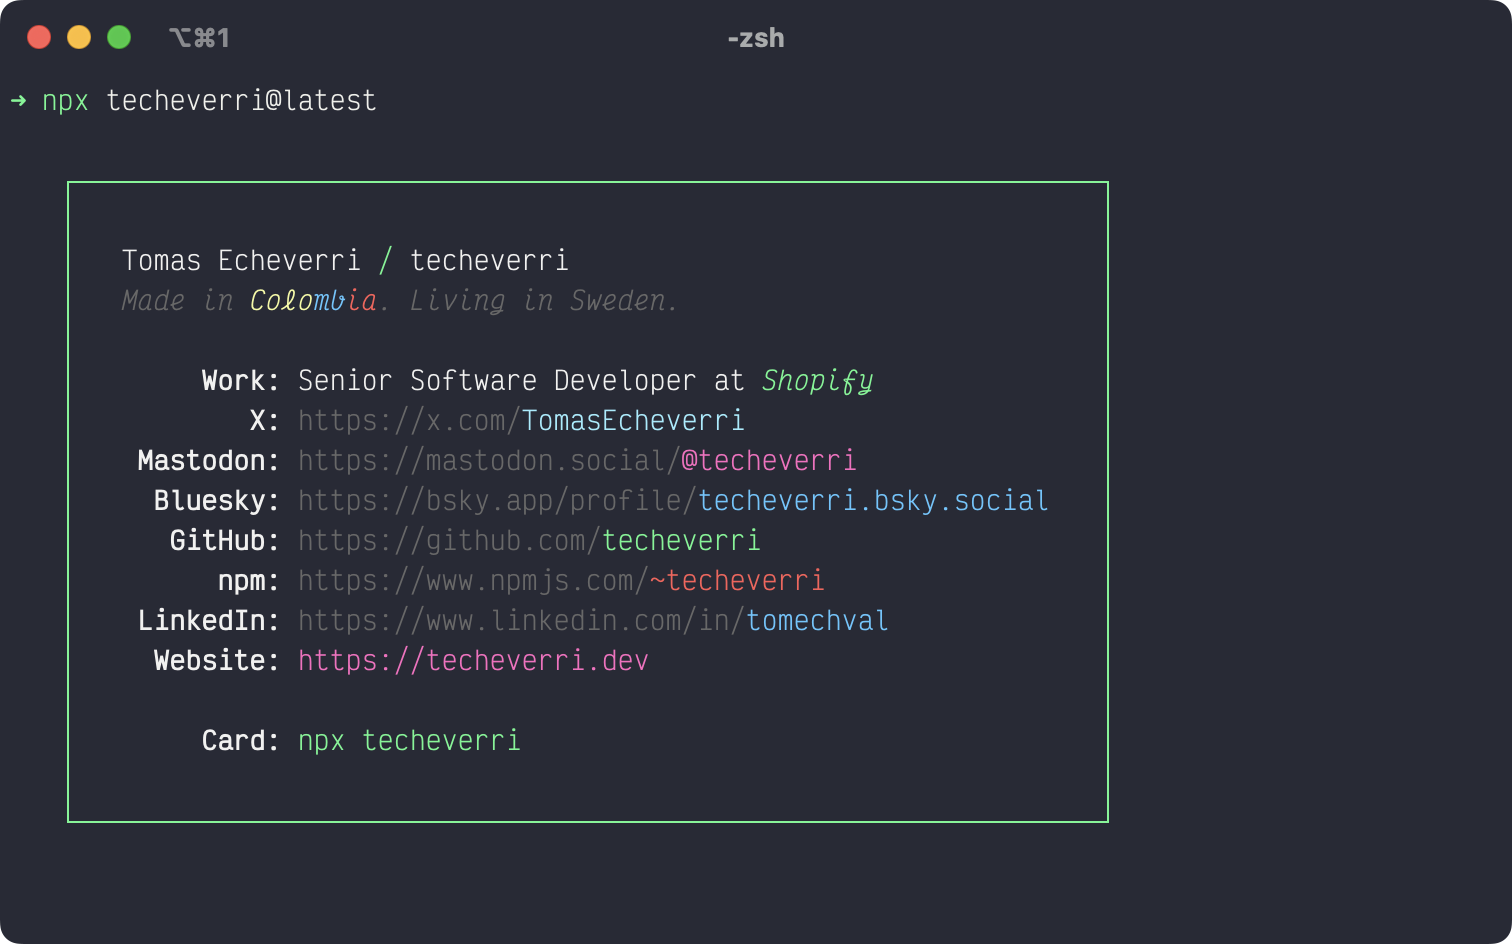 ⌥⌘1
-zsh
➜ npx techeverri@latest
Tomas Echeverri / techeverri
Made in Colombia. Living in Sweden.
Work: Senior Software Developer at Shopify
X: https://x.com/TomasEcheverri
Mastodon: https://mastodon.social/@techeverri
Bluesky: https://bsky.app/profile/techeverri.bsky.social
GitHub: https://github.com/techeverri
npm: https://www.npmjs.com/~techeverri
LinkedIn: https://www.linkedin.com/in/tomechval
Website: https://techeverri.dev
Card: npx techeverri